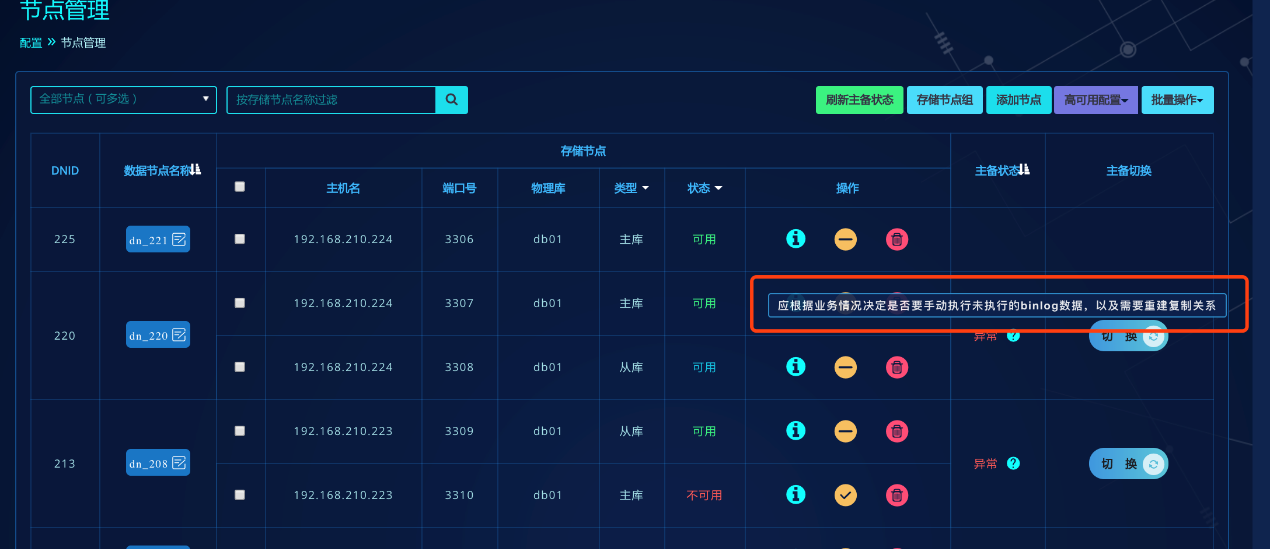 节点管理
配置 » 节点管理
全部节点（可多选） 按存储节点名称过滤 刷新主备状态 存储节点组 添加节点 高可用配置 批量操作
存储节点
DNID 数据节点名称 主备状态 主备切换
主机名 端口号 物理库 类型 状态 操作
225 dn_221 192.168.210.224 3306 db01 主库 可用
192.168.210.224 3307 db01 主库 可用
应根据业务情况决定是否要手动执行未执行的binlog数据，以及需要重建复制关系
220 dn_220 异常 切 换
192.168.210.224 3308 db01 从库 可用
192.168.210.223 3309 db01 从库 可用
213 dn_208 异常 切 换
192.168.210.223 3310 db01 主库 不可用